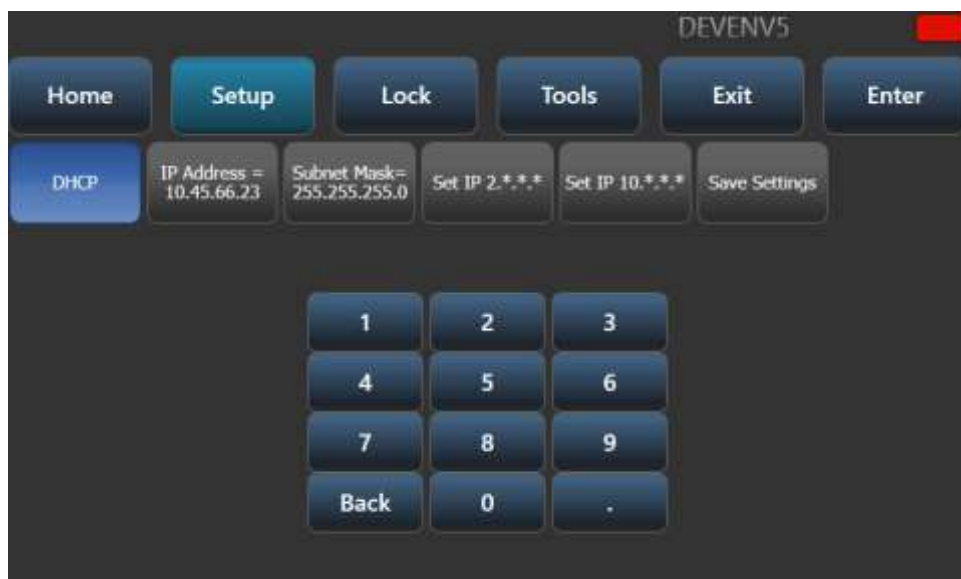 DEVENV5
Home Setup Lock Tools Exit Enter
DHCP
IP Address =
10.45.66.23
Subnet Mask=
255.255.255.0
Set IP 2.*.*.*
Set IP 10.*.*.*
Save Settings
1 2 3
4 5 6
7 8 9
Back 0 .